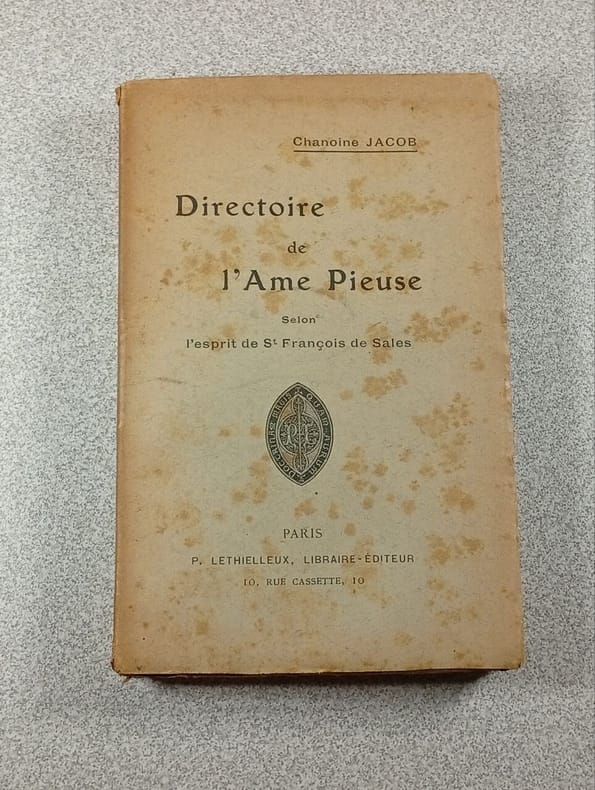 Chanoine JACOB
Directoire
de
l'Ame Pieuse
Selon
l'esprit de St François de Sales
PARIS
P. LETHIELLEUX, LIBRAIRE-ÉDITEUR
10, RUE CASSETTE, 10